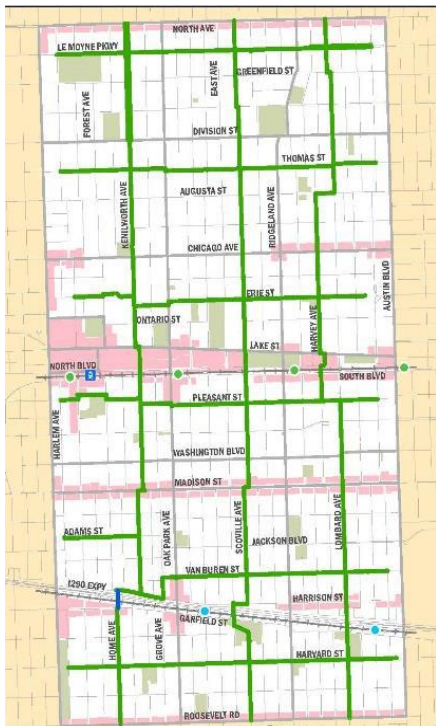 NORTH AVE
LE MOYNE PKWY
EAST AVE
GREENFIELD ST
FOREST AVE
DIVISION ST
THOMAS ST
KENILWORTH AVE
AUGUSTA ST
RIDGELAND AVE
CHICAGO AVE
AUSTIN BLVD
ERIE ST
ONTARIO ST
HARVEY AVE
LAKE ST
NORTH BLVD
SOUTH BLVD
PLEASANT ST
HARLEM AVE
WASHINGTON BLVD
MADISON ST
ADAMS ST
OAK PARK AVE
SCOVILLE AVE
JACKSON BLVD
LOMBARD AVE
VAN BUREN ST
I290 EXPY
HARRISON ST
GARFIELD ST
HOME AVE
GROVE AVE
HARVARD ST
ROOSEVELT RD